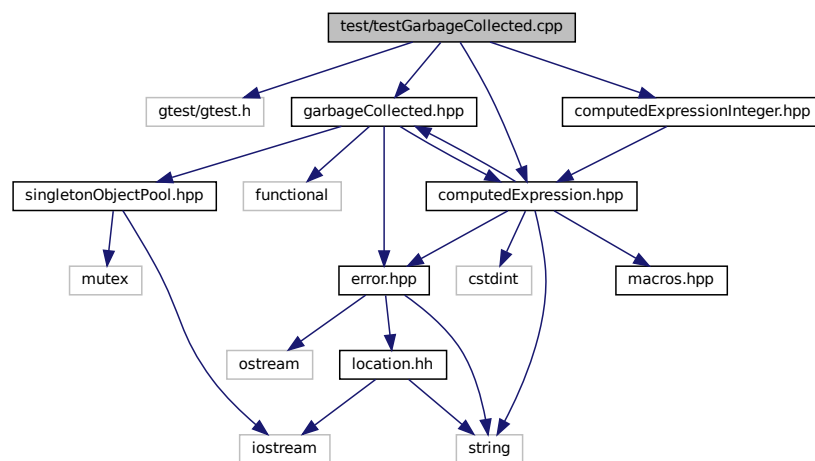 test/testGarbageCollected.cpp
gtest/gtest.h
garbageCollected.hpp
computedExpressionInteger.hpp
singletonObjectPool.hpp
functional
computedExpression.hpp
mutex
error.hpp
cstdint
macros.hpp
ostream
location.hh
iostream
string